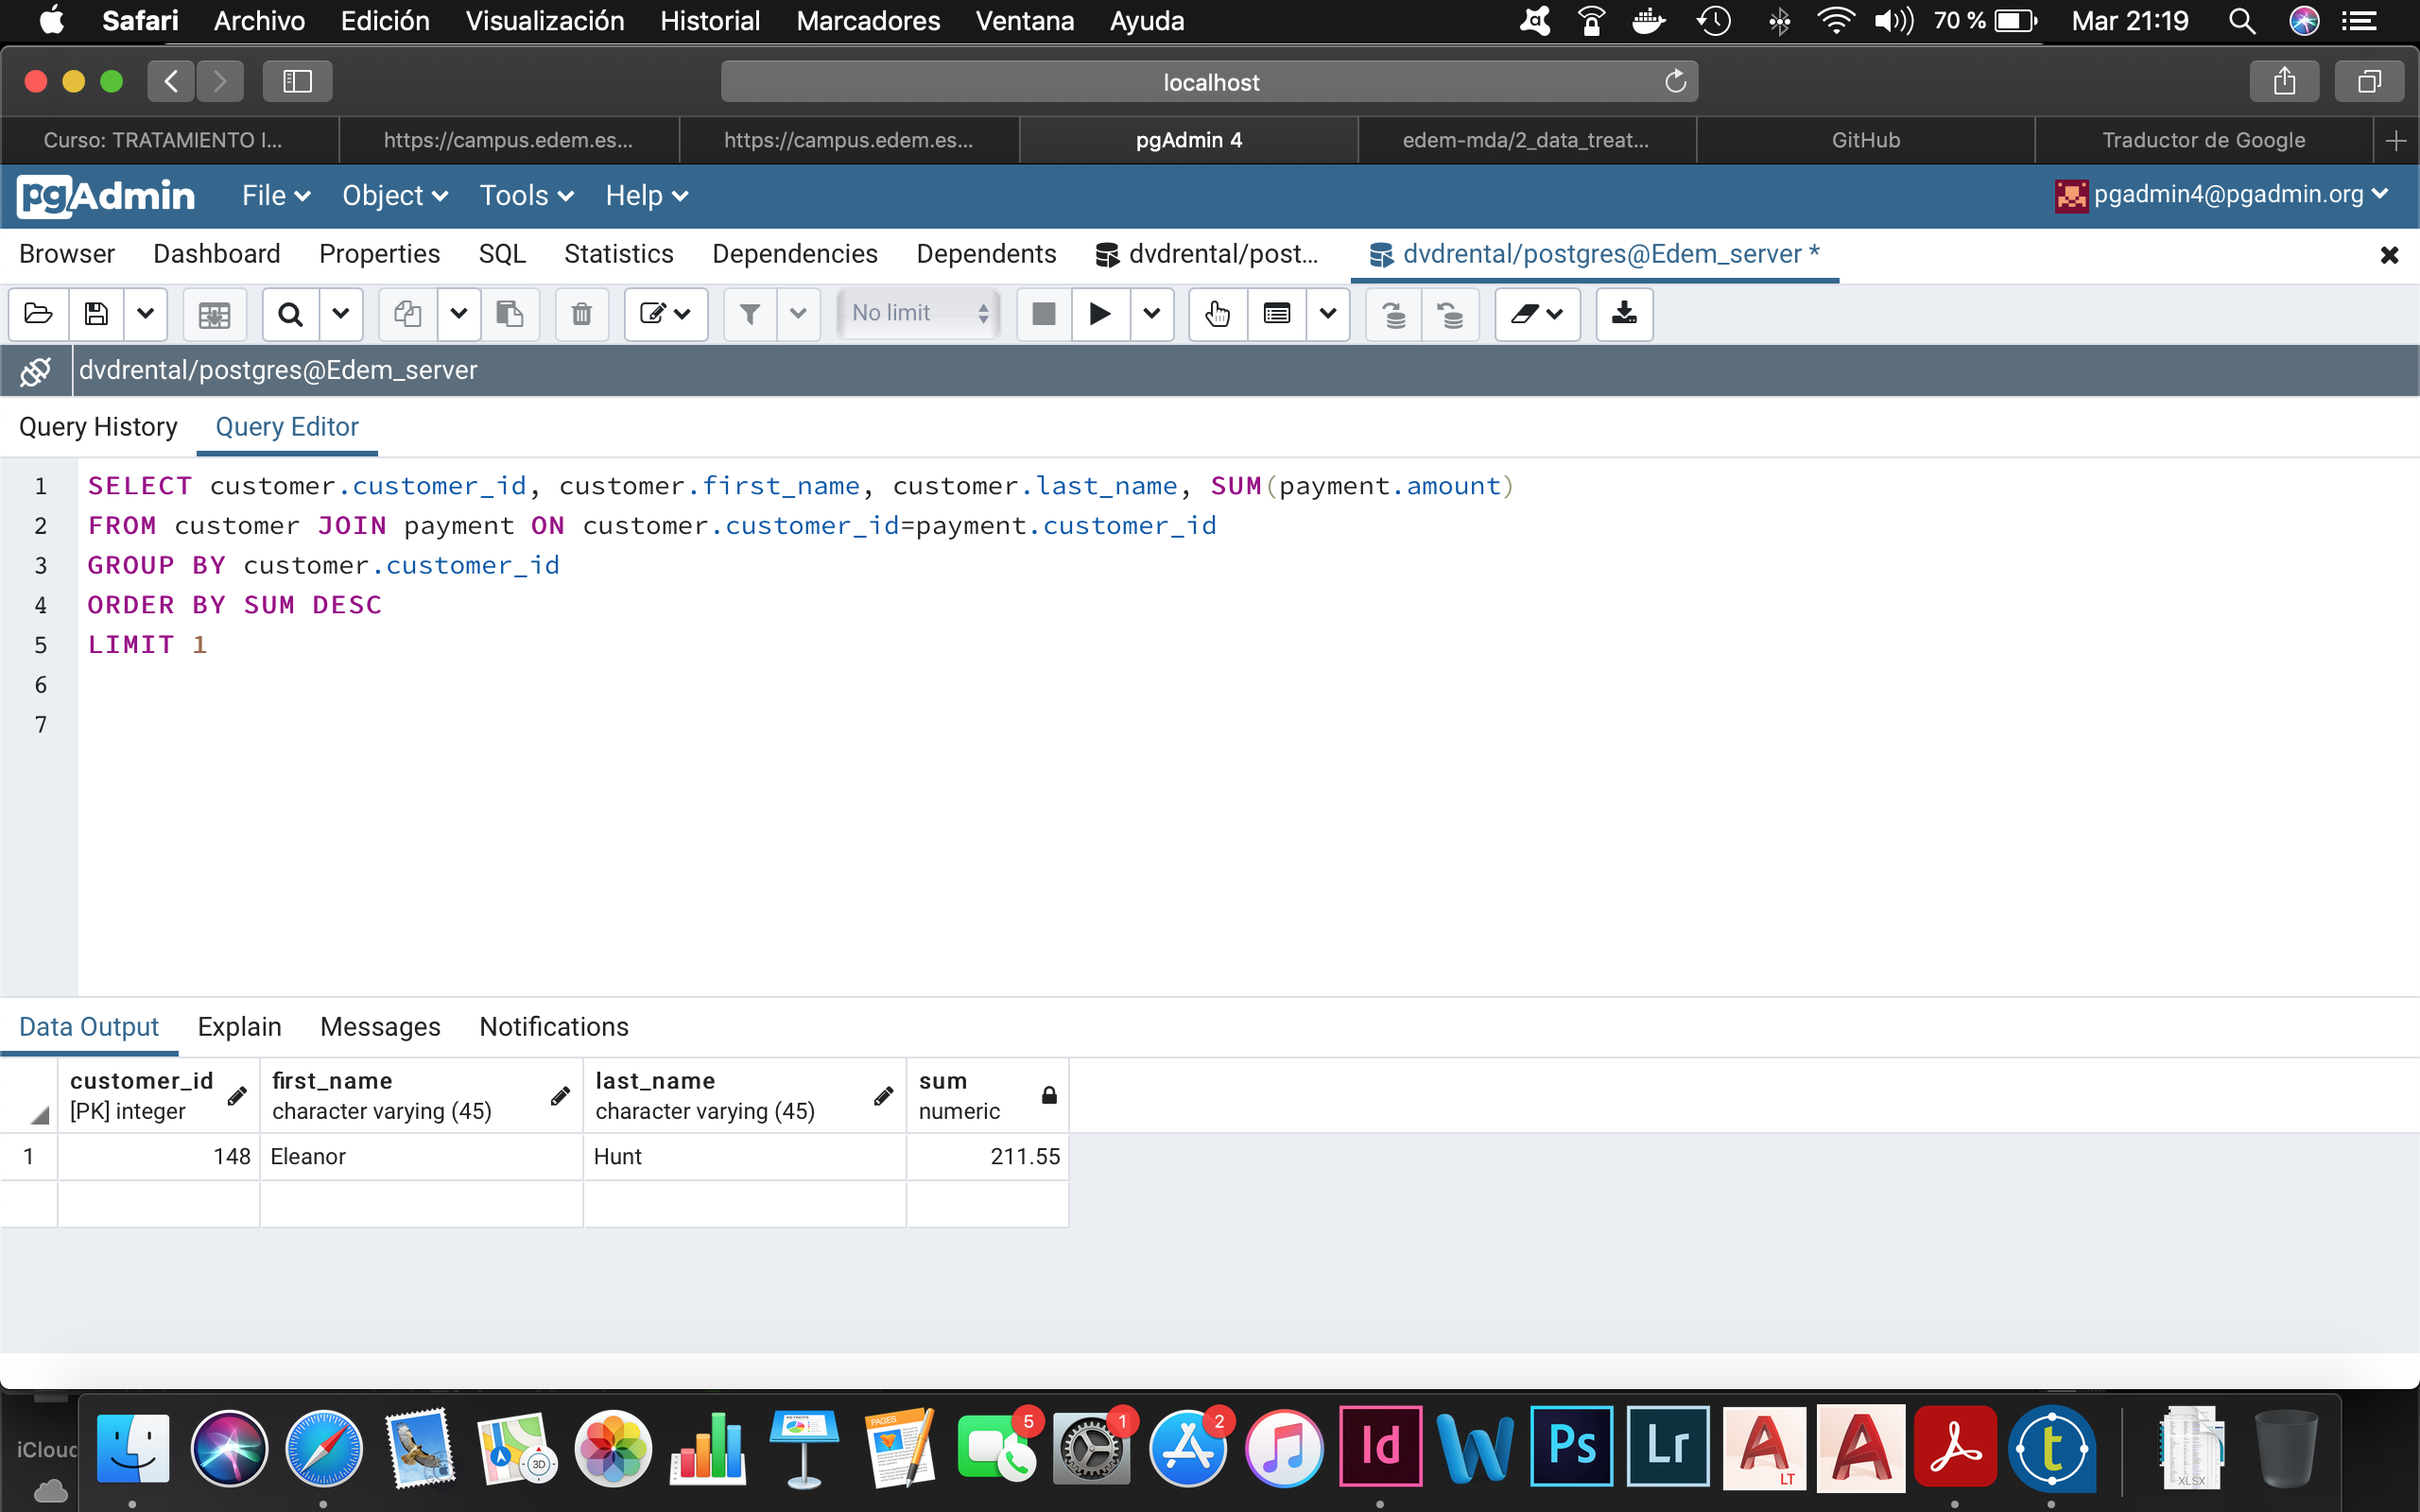 Safari Archivo Edición Visualización Historial Marcadores Ventana Ayuda 70 % Mar 21:19
localhost
Curso: TRATAMIENTO I... https://campus.edem.es... https://campus.edem.es... pgAdmin 4 edem-mda/2_data_treat... GitHub Traductor de Google
pgAdmin File Object Tools Help pgadmin4@pgadmin.org
Browser Dashboard Properties SQL Statistics Dependencies Dependents dvdrental/post... dvdrental/postgres@Edem_server *
No limit
dvdrental/postgres@Edem_server
Query History Query Editor
1 SELECT customer.customer_id, customer.first_name, customer.last_name, SUM(payment.amount)
2 FROM customer JOIN payment ON customer.customer_id=payment.customer_id
3 GROUP BY customer.customer_id
4 ORDER BY SUM DESC
5 LIMIT 1
6
7
Data Output Explain Messages Notifications
customer_id first_name last_name sum
[PK] integer character varying (45) character varying (45) numeric
1 148 Eleanor Hunt 211.55
iCloud
3D
KEYNOTE
PAGES
5 1 2
Id Ps Lr LT t XLSX